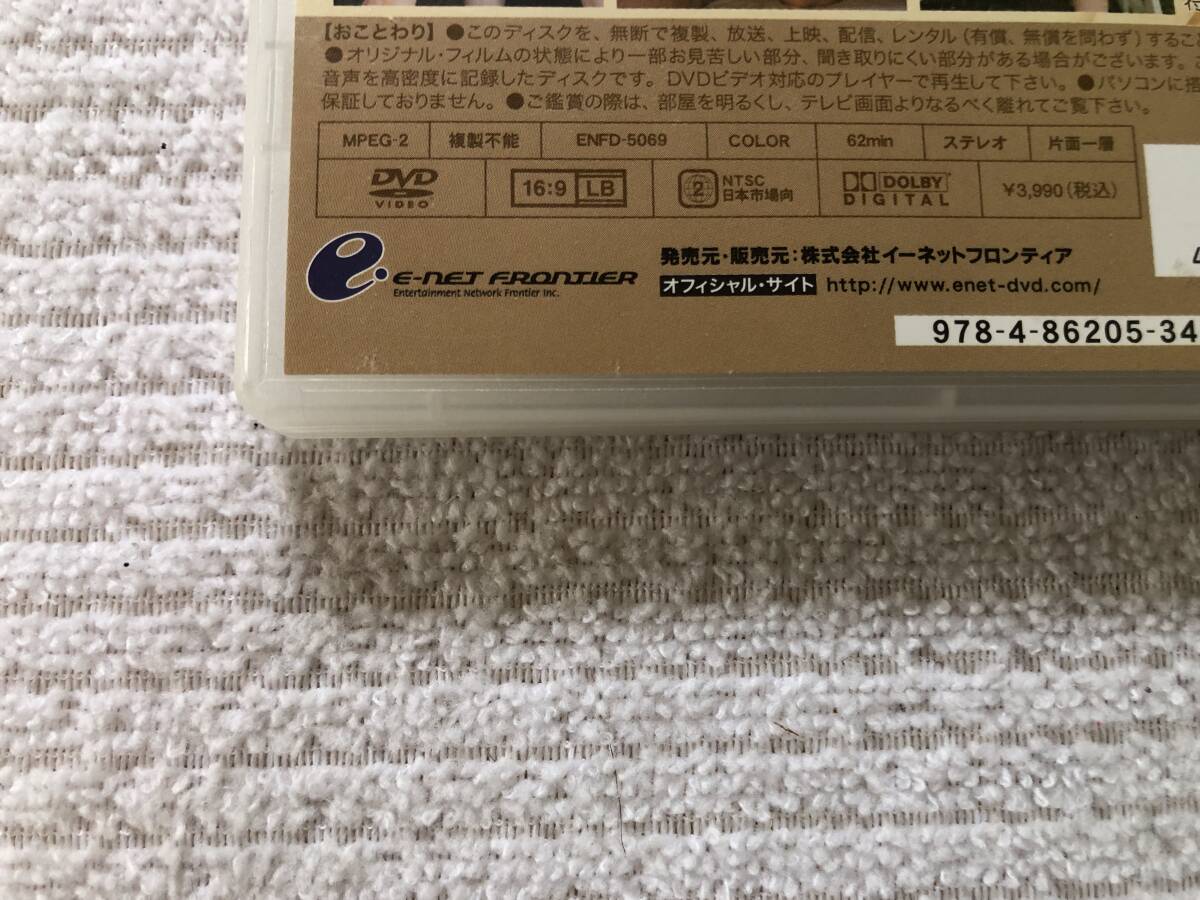 【おことわり】●このディスクを、無断で複製、放送、上映、配信、レンタル(有償、無償を問わず)するこ
●オリジナル・フィルムの状態により一部お見苦しい部分、聞き取りにくい部分がある場合がございます。
音声を高密度に記録したディスクです。DVDビデオ対応のプレイヤーで再生して下さい。●パソコンに搭
保証しておりません。●ご鑑賞の際は、部屋を明るくし、テレビ画面よりなるべく離れてご覧下さい。
MPEG-2 複製不能 ENFD-5069 COLOR 62min ステレオ 片面一層
DVD VIDEO 16:9 LB 2 NTSC 日本市場向 DOLBY DIGITAL ¥3,990(税込)
e E-NET FRONTIER
Entertainment Network Frontier Inc.
発売元・販売元:株式会社イーネットフロンティア
オフィシャル・サイト http://www.enet-dvd.com/
978-4-86205-34